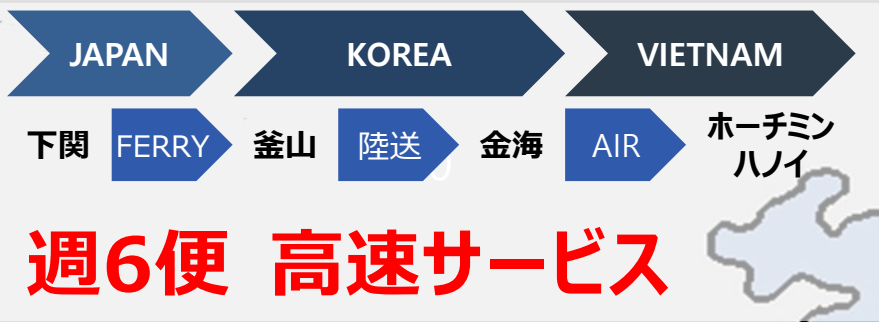 JAPAN KOREA VIETNAM
下関 FERRY 釜山 陸送 金海 AIR ホーチミン
ハノイ
週6便 高速サービス